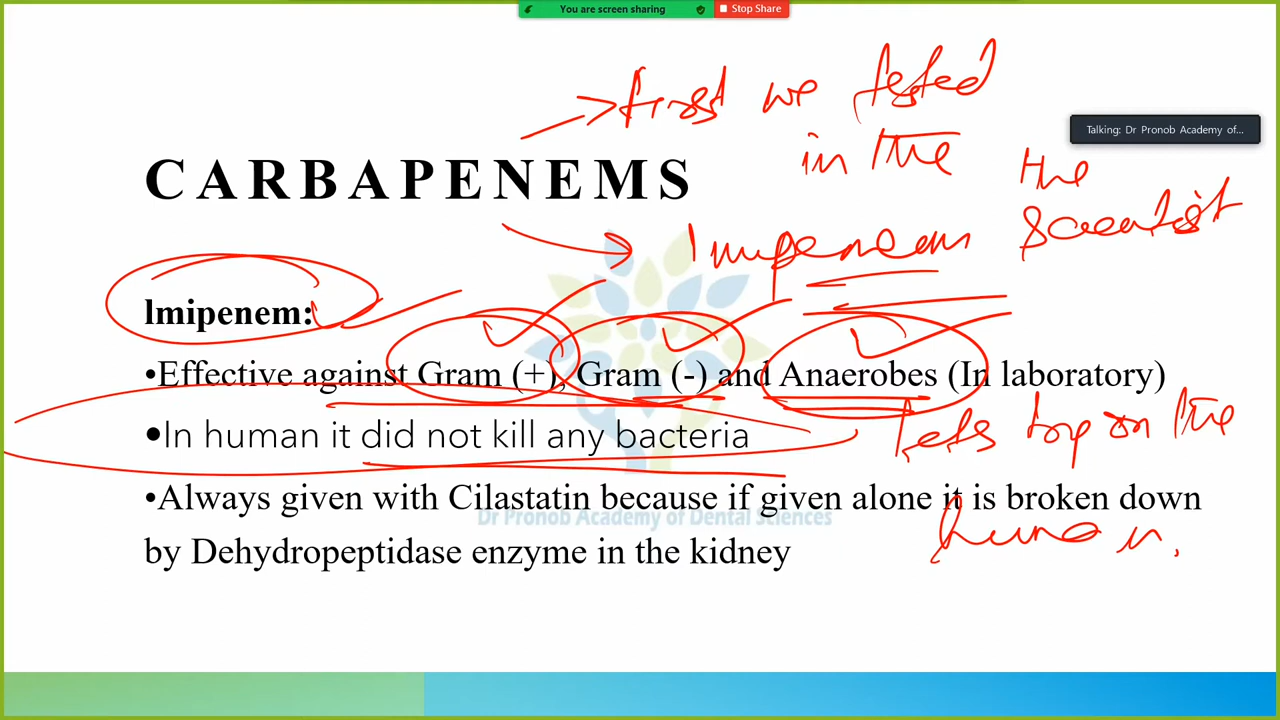 You are screen sharing
Stop Share
first we tested
in the
Talking: Dr Pronob Academy of...
CARBAPENEMS
the
scientist
Imipenem
lmipenem:
•Effective against Gram (+), Gram (-) and Anaerobes (In laboratory)
•In human it did not kill any bacteria
lets try on the
•Always given with Cilastatin because if given alone it is broken down
Dr Pronob Academy of Dental Sciences
human
by Dehydropeptidase enzyme in the kidney